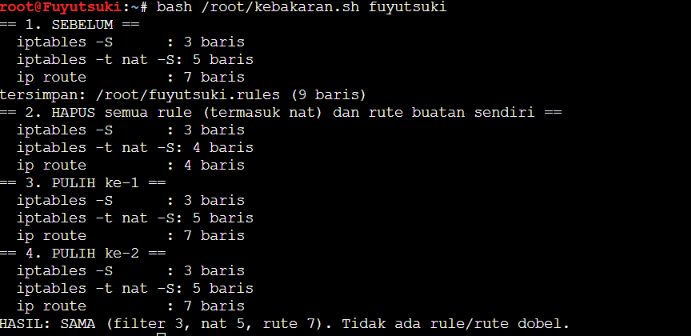 root@Fuyutsuki:~# bash /root/kebakaran.sh fuyutsuki
== 1. SEBELUM ==
  iptables -S       : 3 baris
  iptables -t nat -S: 5 baris
  ip route          : 7 baris
tersimpan: /root/fuyutsuki.rules (9 baris)
== 2. HAPUS semua rule (termasuk nat) dan rute buatan sendiri ==
  iptables -S       : 3 baris
  iptables -t nat -S: 4 baris
  ip route          : 4 baris
== 3. PULIH ke-1 ==
  iptables -S       : 3 baris
  iptables -t nat -S: 5 baris
  ip route          : 7 baris
== 4. PULIH ke-2 ==
  iptables -S       : 3 baris
  iptables -t nat -S: 5 baris
  ip route          : 7 baris
HASIL: SAMA (filter 3, nat 5, rute 7). Tidak ada rule/rute dobel.